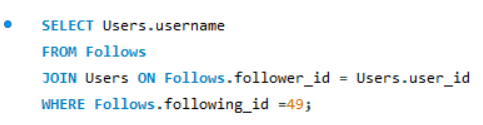 SELECT Users.username
FROM Follows
JOIN Users ON Follows.follower_id = Users.user_id
WHERE Follows.following_id =49;